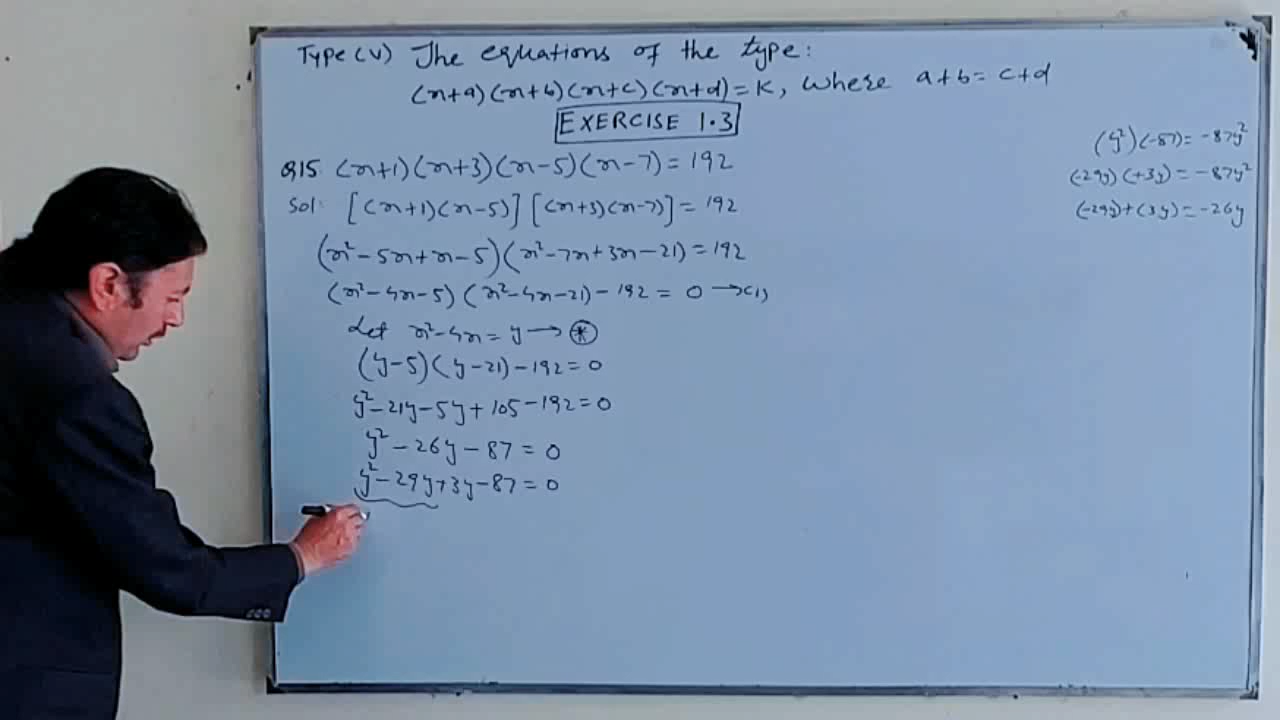 Type (V) The equations of the type:
(x+a)(x+b)(x+c)(x+d)=K, where a+b=c+d
EXERCISE 1.3
Q15 (x+1)(x+3)(x-5)(x-7)=192
Sol: [(x+1)(x-5)][(x+3)(x-7)]=192
(x²-5x+x-5)(x²-7x+3x-21)=192
(x²-4x-5)(x²-4x-21)-192=0→(1)
Let x²-4x=y→⊛
(y-5)(y-21)-192=0
y²-21y-5y+105-192=0
y²-26y-87=0
y²-29y+3y-87=0
(y²)(-87)=-87y²
(-29y)(+3y)=-87y²
(-29y)+(3y)=-26y